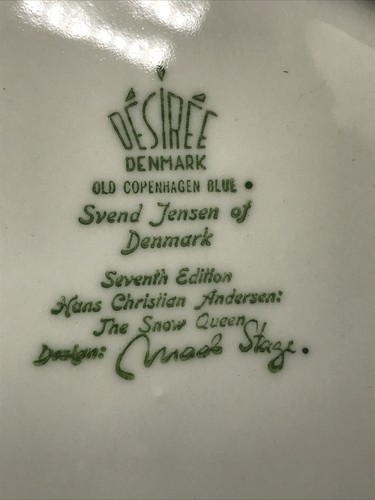 DÉSIRÉE
DENMARK
OLD COPENHAGEN BLUE
Svend Jensen of
Denmark
Seventh Edition
Hans Christian Andersen:
The Snow Queen
Design: Mads Stage.